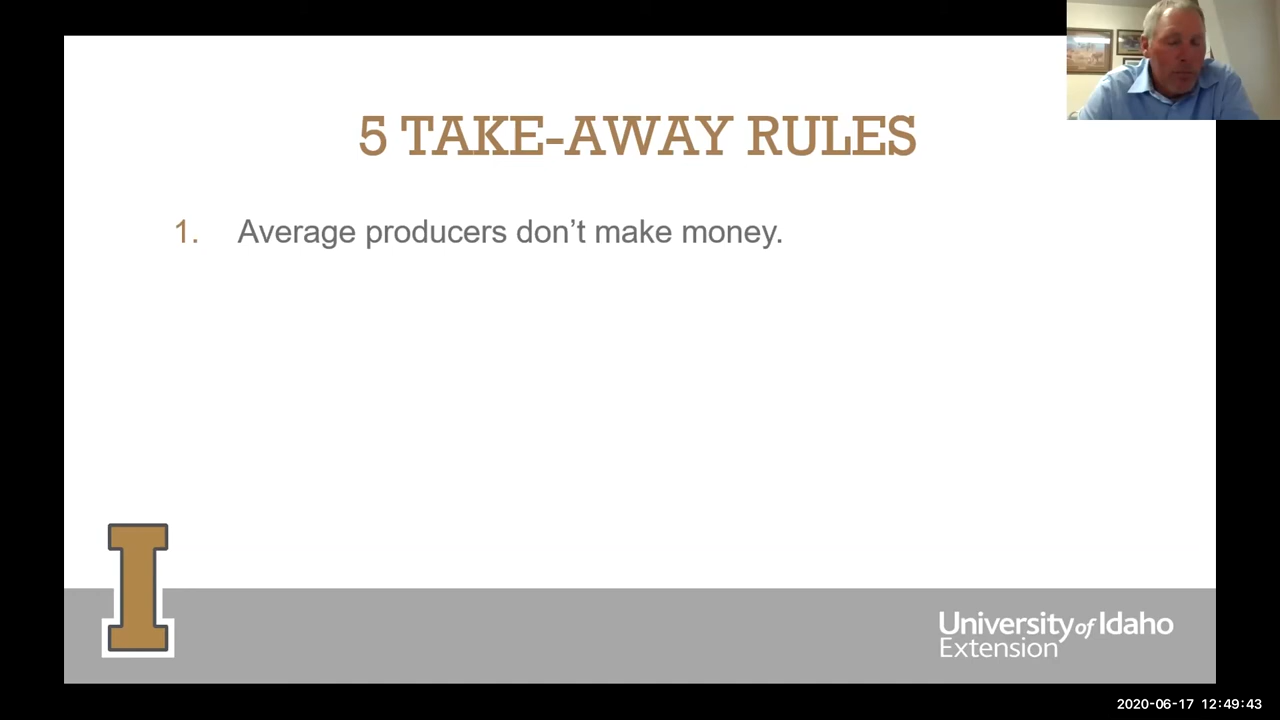 5 TAKE-AWAY RULES
1. Average producers don’t make money.
I
University of Idaho
Extension
2020-06-17 12:49:43